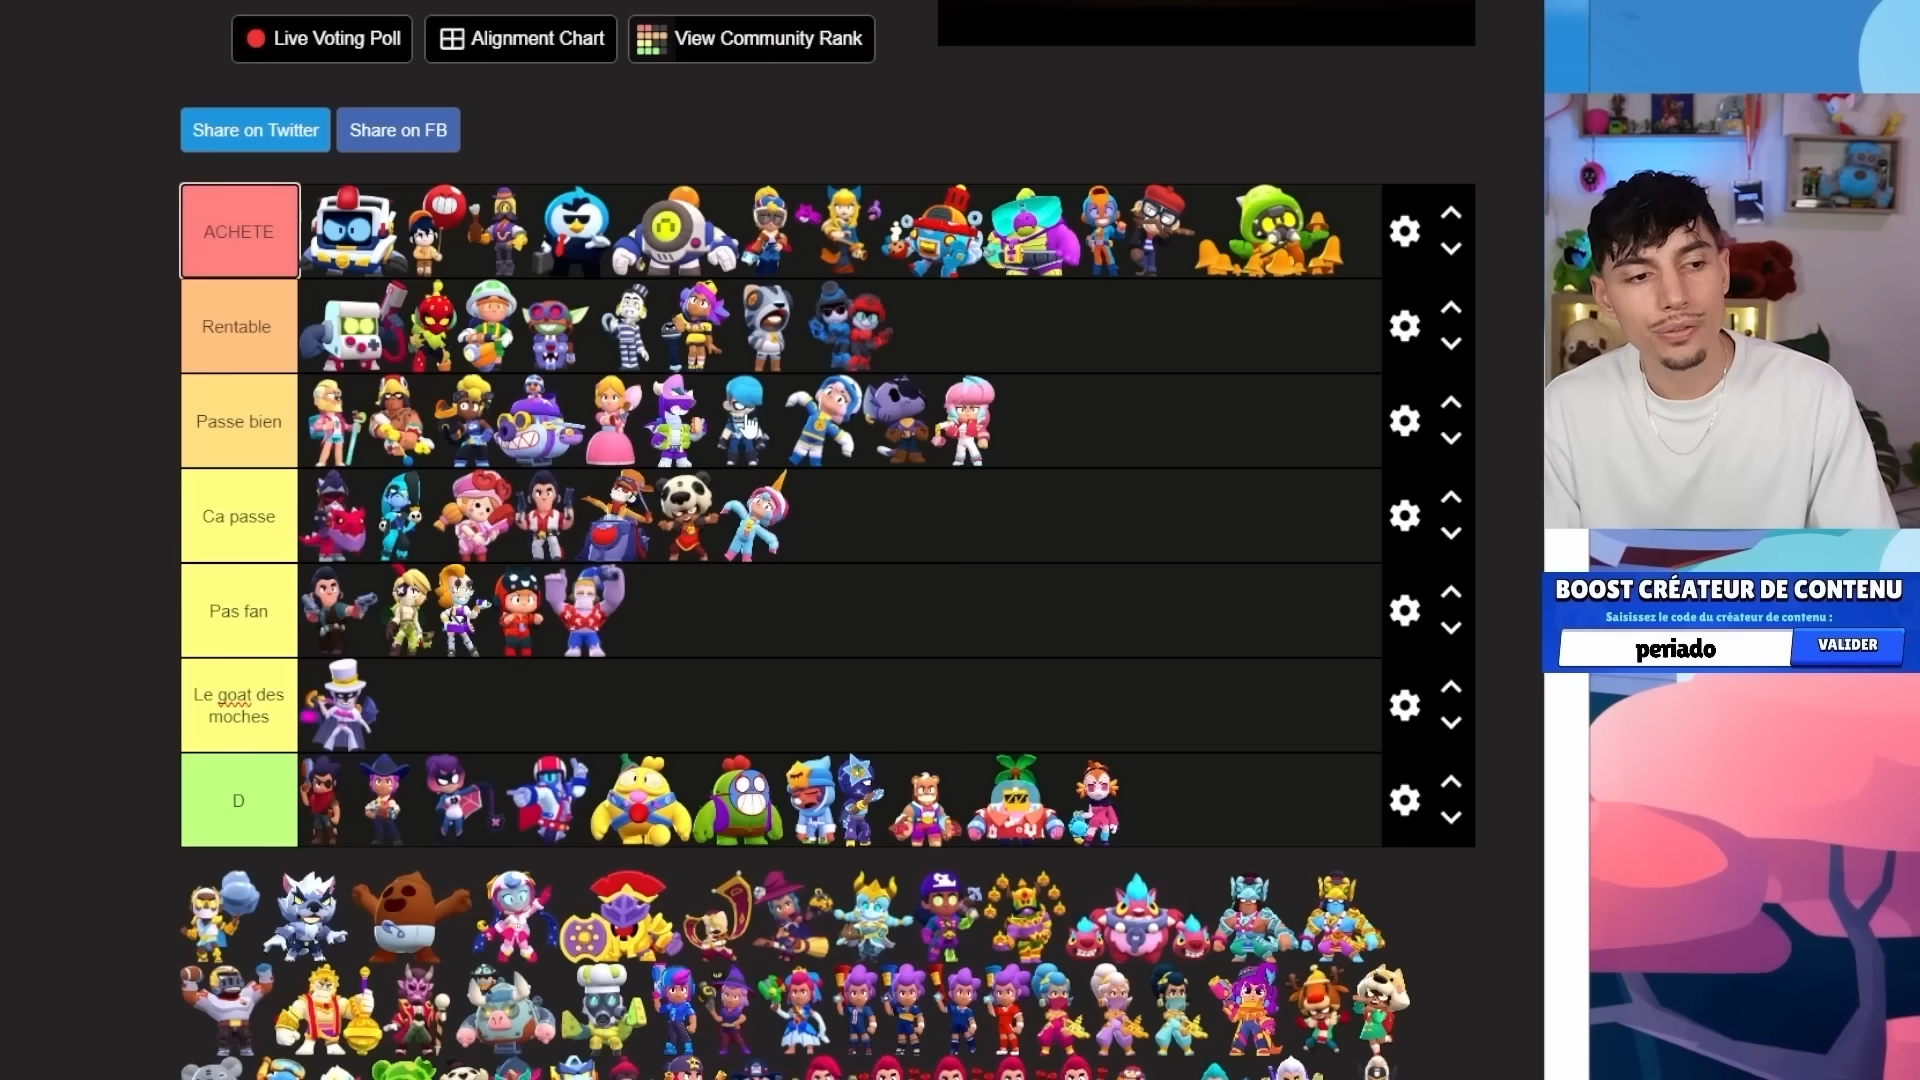 Live Voting Poll
Alignment Chart
View Community Rank
Share on Twitter
Share on FB
ACHETE
Rentable
Passe bien
Ca passe
Pas fan
Le goat des
moches
D
BOOST CRÉATEUR DE CONTENU
Saisissez le code du créateur de contenu :
periado
VALIDER